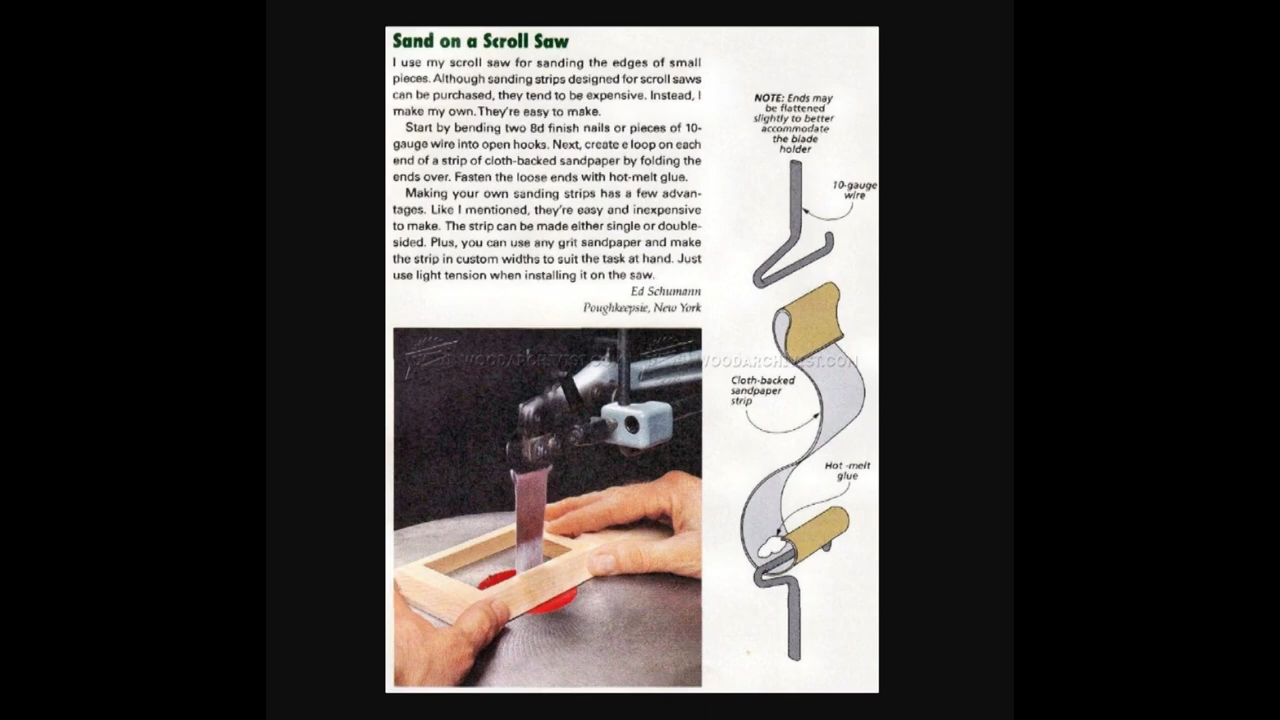 Sand on a Scroll Saw
I use my scroll saw for sanding the edges of small
pieces. Although sanding strips designed for scroll saws
can be purchased, they tend to be expensive. Instead, I
make my own. They're easy to make.
Start by bending two 8d finish nails or pieces of 10-
gauge wire into open hooks. Next, create e loop on each
end of a strip of cloth-backed sandpaper by folding the
ends over. Fasten the loose ends with hot-melt glue.
Making your own sanding strips has a few advan-
tages. Like I mentioned, they're easy and inexpensive
to make. The strip can be made either single or double-
sided. Plus, you can use any grit sandpaper and make
the strip in custom widths to suit the task at hand. Just
use light tension when installing it on the saw.
Ed Schumann
Poughkeepsie, New York
NOTE: Ends may
be flattened
slightly to better
accommodate
the blade
holder
10-gauge
wire
WOODARCHIVIST.COM
WOODARCHIVIST.COM
Cloth-backed
sandpaper
strip
Hot -melt
glue